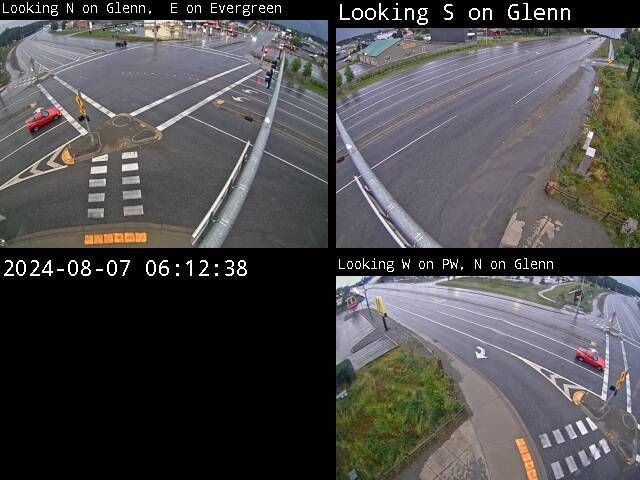 Looking N on Glenn,  E on Evergreen
Looking S on Glenn
2024-08-07 06:12:38
Looking W on PW, N on Glenn